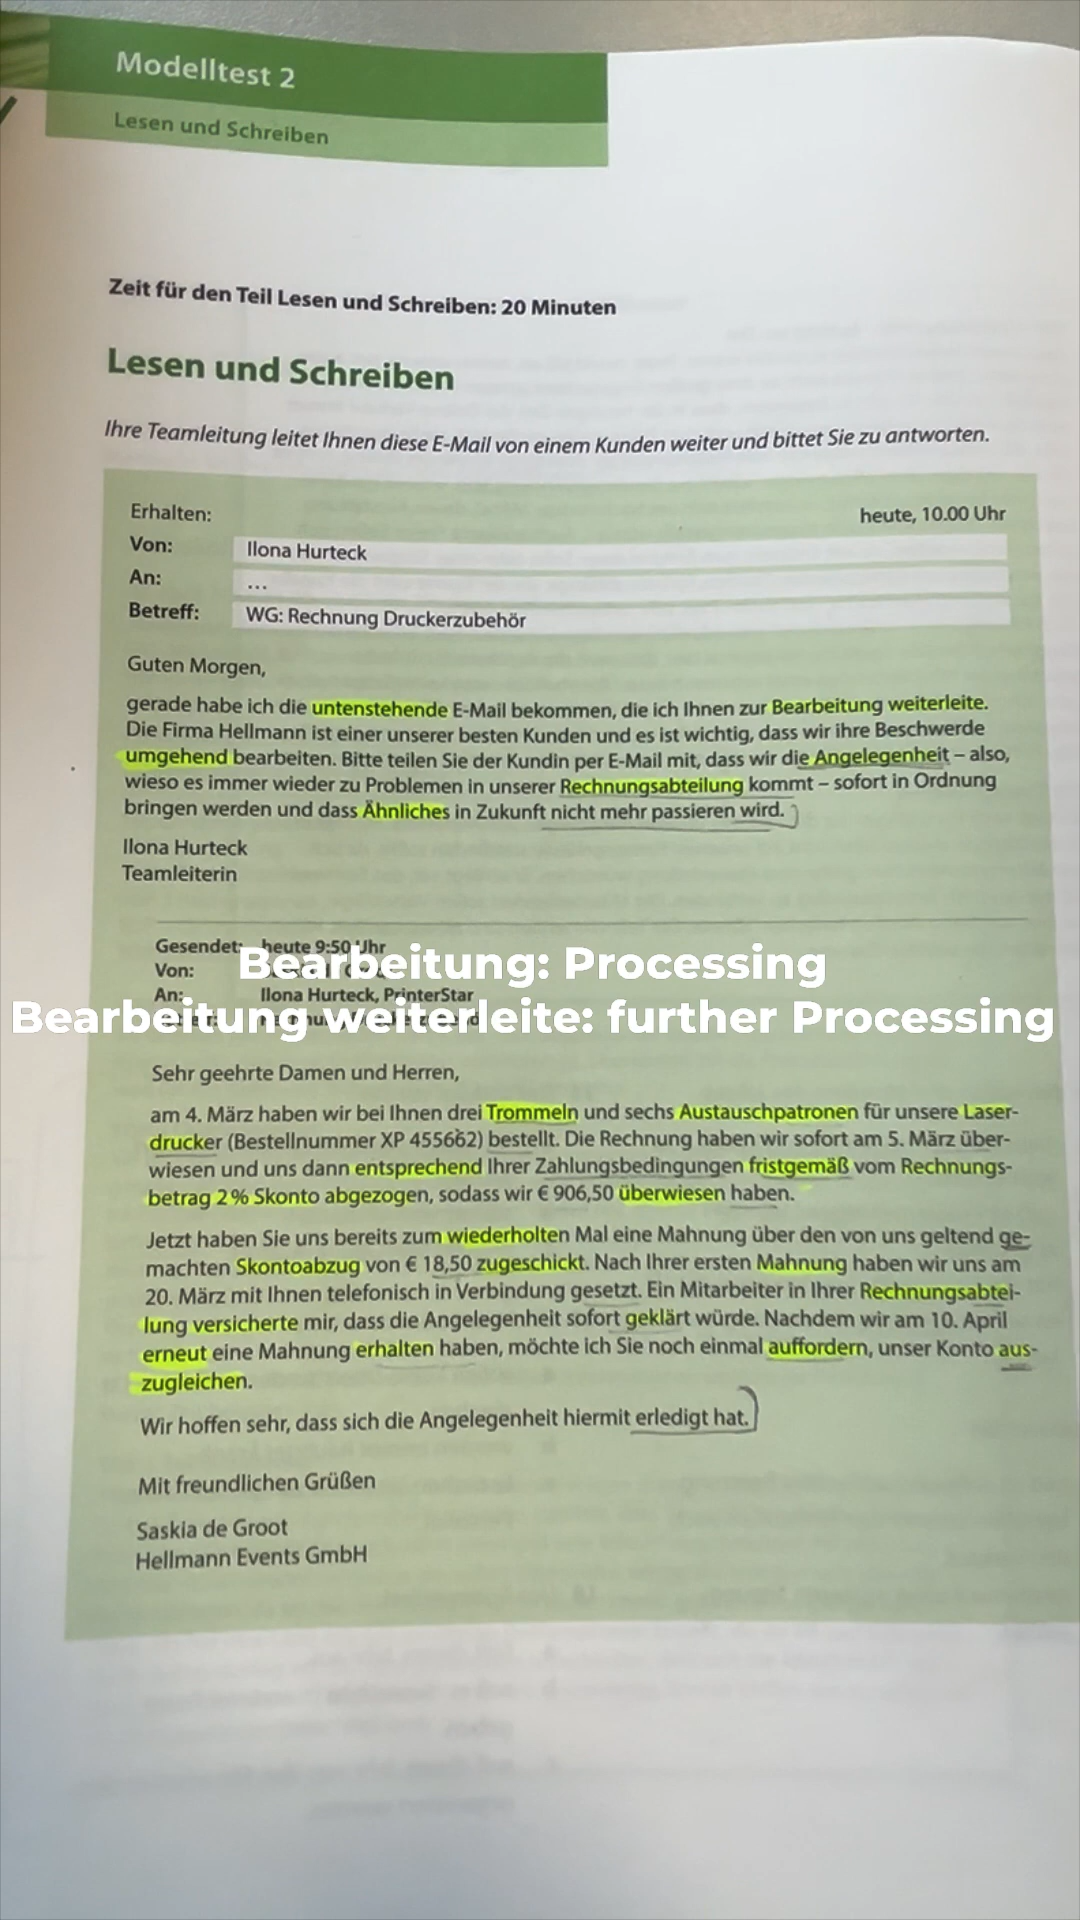 Modelltest 2
Lesen und Schreiben
Zeit für den Teil Lesen und Schreiben: 20 Minuten
Lesen und Schreiben
Ihre Teamleitung leitet Ihnen diese E-Mail von einem Kunden weiter und bittet Sie zu antworten.
Erhalten: heute, 10.00 Uhr
Von: Ilona Hurteck
An: ...
Betreff: WG: Rechnung Druckerzubehör
Guten Morgen,
gerade habe ich die untenstehende E-Mail bekommen, die ich Ihnen zur Bearbeitung weiterleite.
Die Firma Hellmann ist einer unserer besten Kunden und es ist wichtig, dass wir ihre Beschwerde
umgehend bearbeiten. Bitte teilen Sie der Kundin per E-Mail mit, dass wir die Angelegenheit – also,
wieso es immer wieder zu Problemen in unserer Rechnungsabteilung kommt – sofort in Ordnung
bringen werden und dass Ähnliches in Zukunft nicht mehr passieren wird.
Ilona Hurteck
Teamleiterin
Gesendet: heute 9:50 Uhr
Von:
Bearbeitung: Processing
An: Ilona Hurteck, PrinterStar
Bearbeitung weiterleite: further Processing
Sehr geehrte Damen und Herren,
am 4. März haben wir bei Ihnen drei Trommeln und sechs Austauschpatronen für unsere Laser-
drucker (Bestellnummer XP 455662) bestellt. Die Rechnung haben wir sofort am 5. März über-
wiesen und uns dann entsprechend Ihrer Zahlungsbedingungen fristgemäß vom Rechnungs-
betrag 2% Skonto abgezogen, sodass wir € 906,50 überwiesen haben.
Jetzt haben Sie uns bereits zum wiederholten Mal eine Mahnung über den von uns geltend ge-
machten Skontoabzug von € 18,50 zugeschickt. Nach Ihrer ersten Mahnung haben wir uns am
20. März mit Ihnen telefonisch in Verbindung gesetzt. Ein Mitarbeiter in Ihrer Rechnungsabtei-
lung versicherte mir, dass die Angelegenheit sofort geklärt würde. Nachdem wir am 10. April
erneut eine Mahnung erhalten haben, möchte ich Sie noch einmal auffordern, unser Konto aus-
zugleichen.
Wir hoffen sehr, dass sich die Angelegenheit hiermit erledigt hat.
Mit freundlichen Grüßen
Saskia de Groot
Hellmann Events GmbH